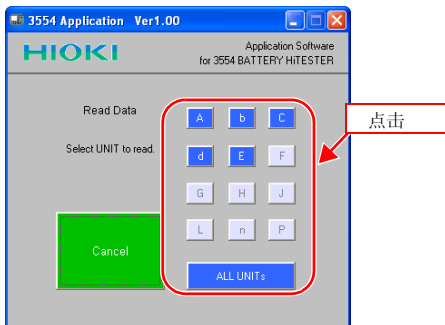 3554 Application Ver1.00
HIOKI
Application Software
for 3554 BATTERY HiTESTER
Read Data
Select UNIT to read.
A b C
d E F
G H J
L n P
Cancel
ALL UNITs
点击